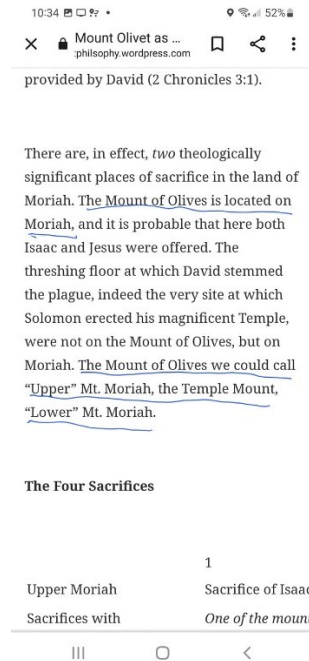 10:34
52%
Mount Olivet as ...
:philsophy.wordpress.com
provided by David (2 Chronicles 3:1).
There are, in effect, two theologically
significant places of sacrifice in the land of
Moriah. The Mount of Olives is located on
Moriah, and it is probable that here both
Isaac and Jesus were offered. The
threshing floor at which David stemmed
the plague, indeed the very site at which
Solomon erected his magnificent Temple,
were not on the Mount of Olives, but on
Moriah. The Mount of Olives we could call
“Upper” Mt. Moriah, the Temple Mount,
“Lower” Mt. Moriah.
The Four Sacrifices
1
Upper Moriah Sacrifice of Isaac
Sacrifices with One of the moun